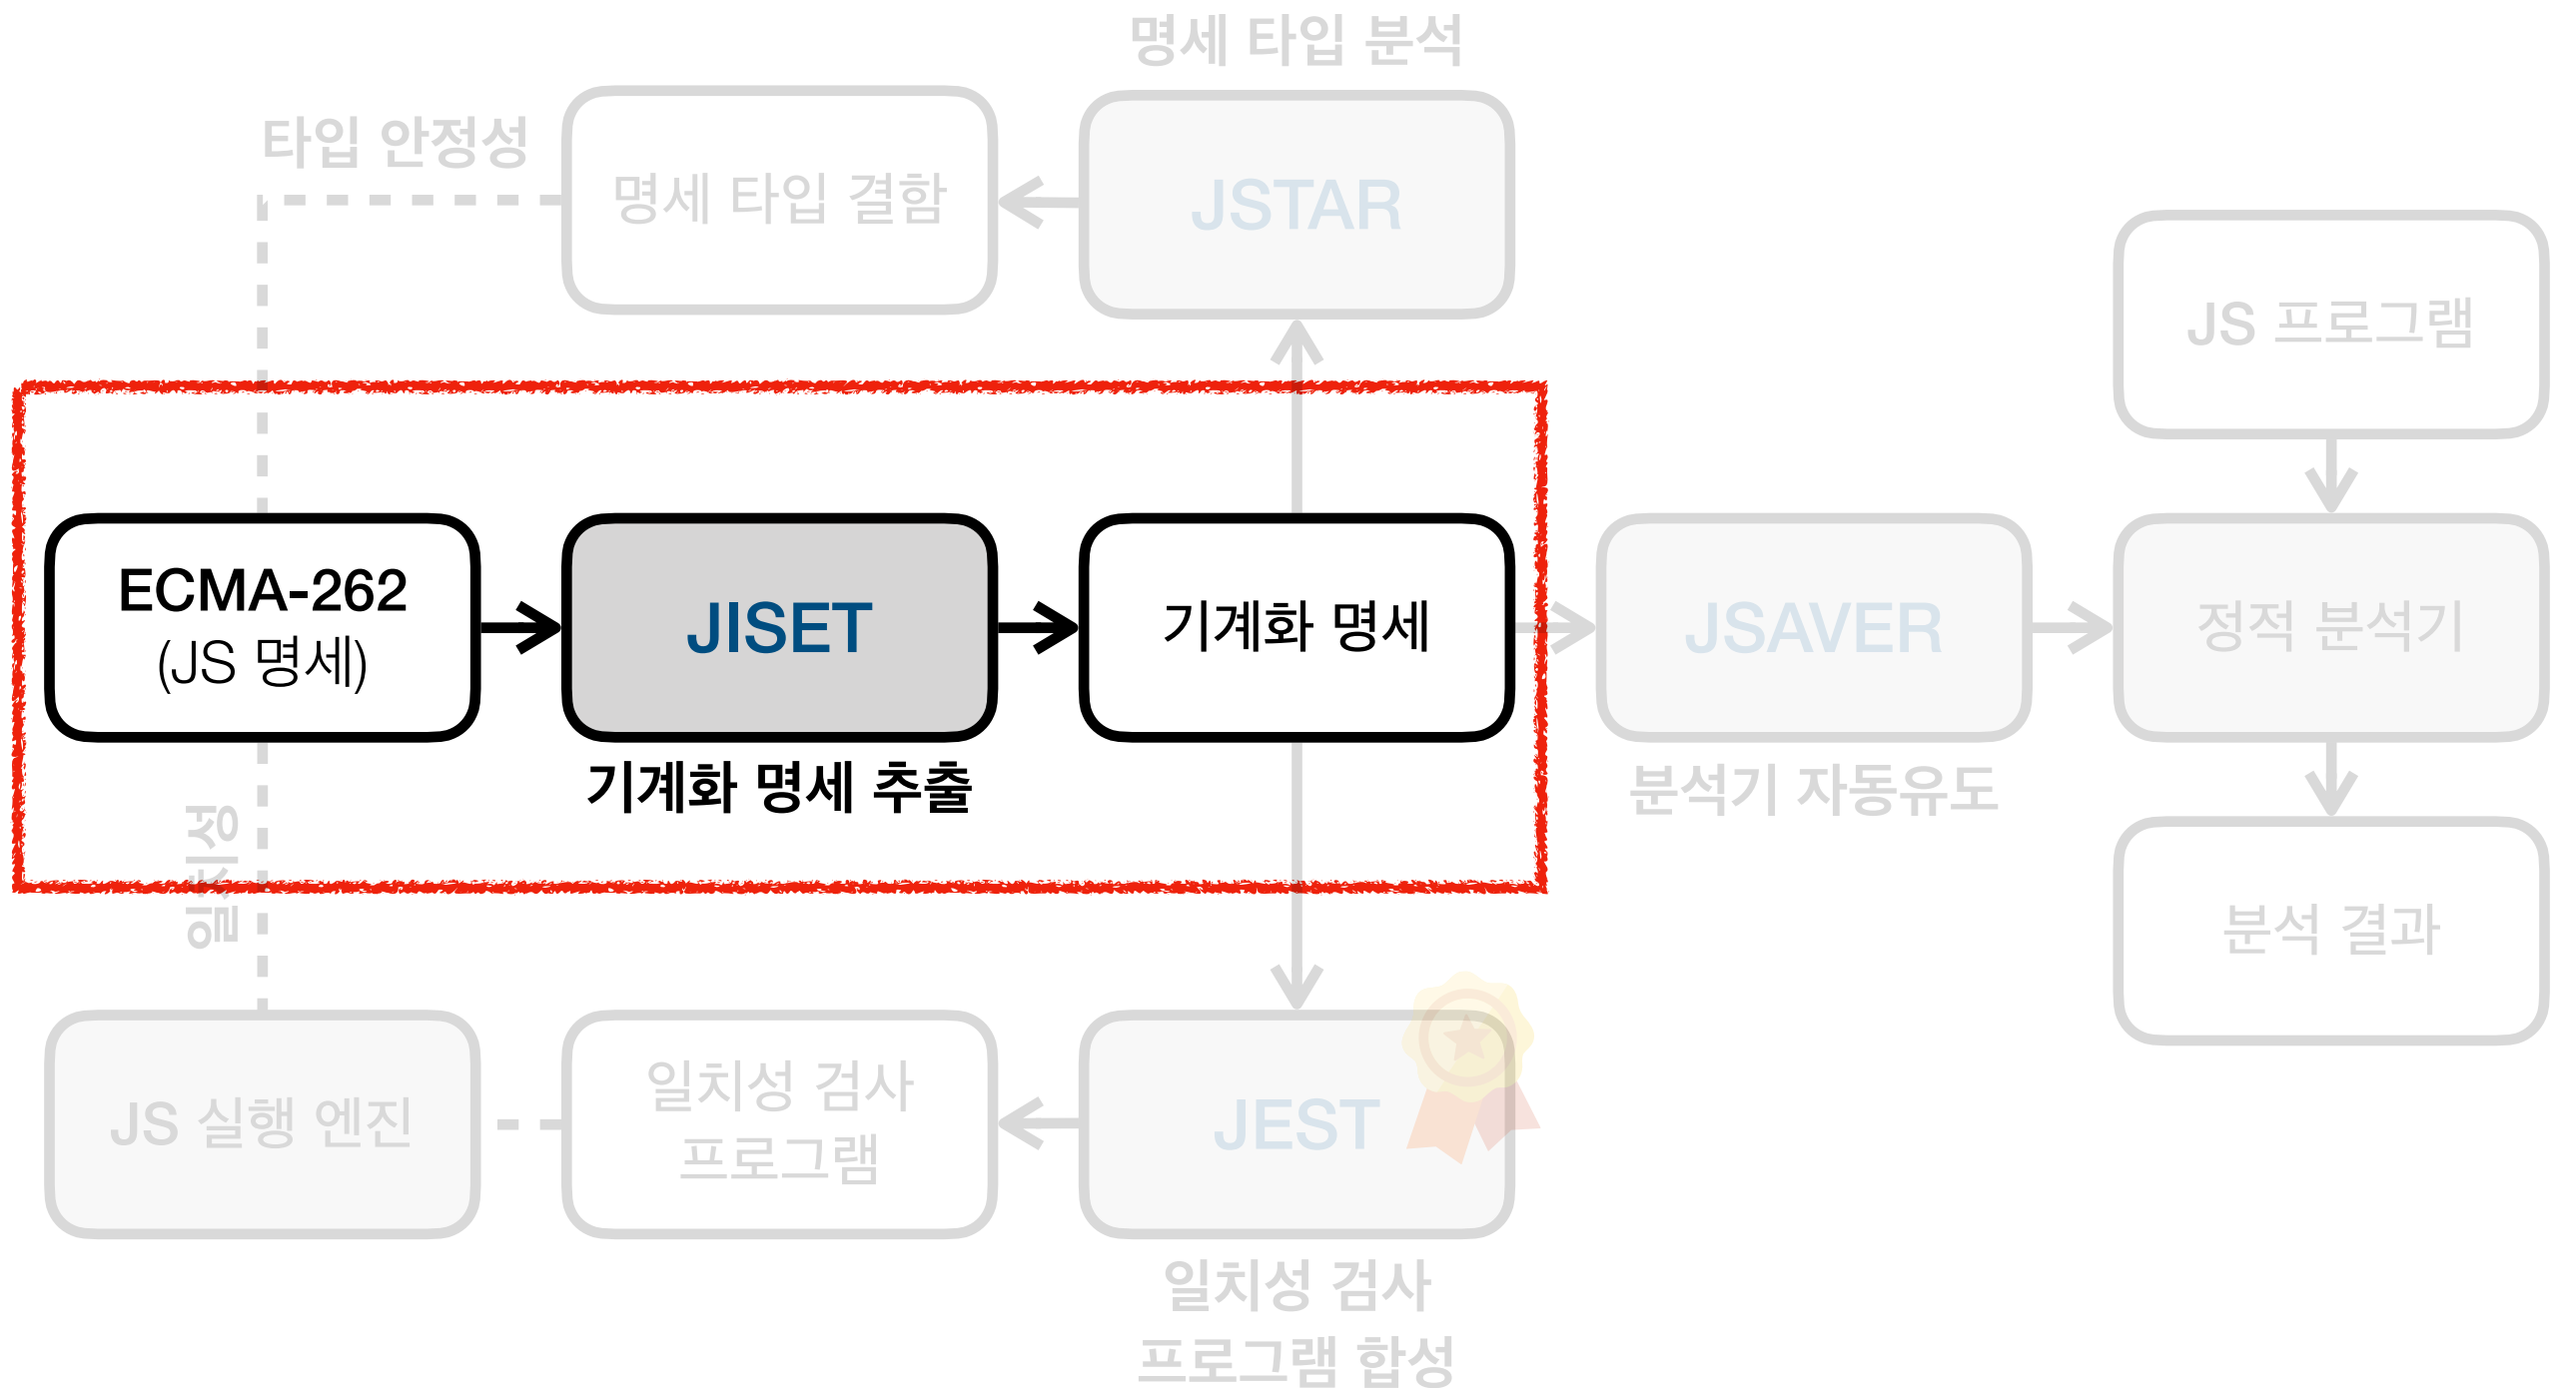 명세 타입 분석
타입 안정성
명세 타입 결함
JSTAR
JS 프로그램
ECMA-262
(JS 명세)
JISET
기계화 명세
JSAVER
정적 분석기
기계화 명세 추출
분석기 자동유도
일치성
분석 결과
JS 실행 엔진
일치성 검사
프로그램
JEST
일치성 검사
프로그램 합성